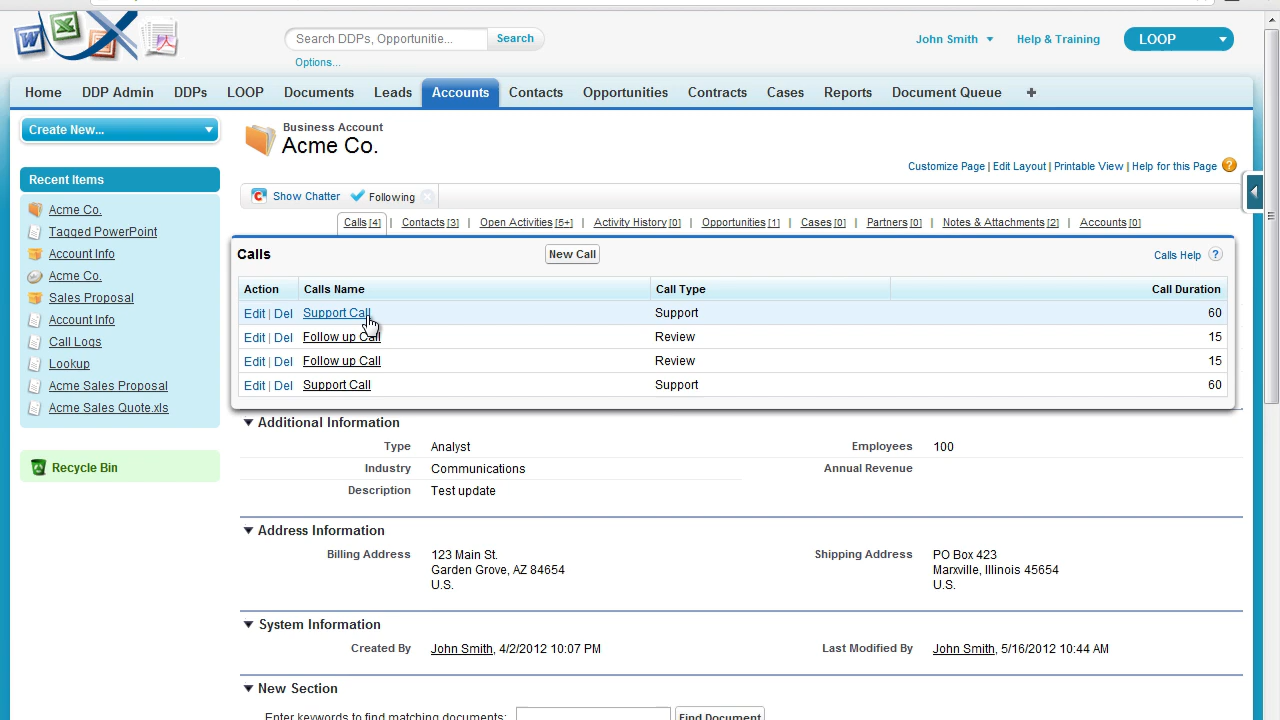 Search DDPs, Opportunitie... Search
Options...
John Smith Help & Training LOOP
Home DDP Admin DDPs LOOP Documents Leads Accounts Contacts Opportunities Contracts Cases Reports Document Queue +
Create New...
Recent Items
Acme Co.
Tagged PowerPoint
Account Info
Acme Co.
Sales Proposal
Account Info
Call Logs
Lookup
Acme Sales Proposal
Acme Sales Quote.xls
Recycle Bin
Business Account
Acme Co.
Customize Page | Edit Layout | Printable View | Help for this Page ?
Show Chatter Following
Calls [4] | Contacts [3] | Open Activities [5+] | Activity History [0] | Opportunities [1] | Cases [0] | Partners [0] | Notes & Attachments [2] | Accounts [0]
Calls New Call Calls Help ?
Action Calls Name Call Type Call Duration
Edit | Del Support Call Support 60
Edit | Del Follow up Call Review 15
Edit | Del Follow up Call Review 15
Edit | Del Support Call Support 60
Additional Information
Type Analyst Employees 100
Industry Communications Annual Revenue
Description Test update
Address Information
Billing Address 123 Main St. Shipping Address PO Box 423
Garden Grove, AZ 84654 Marxville, Illinois 45654
U.S. U.S.
System Information
Created By John Smith, 4/2/2012 10:07 PM Last Modified By John Smith, 5/16/2012 10:44 AM
New Section
Enter keywords to find matching documents: Find Document